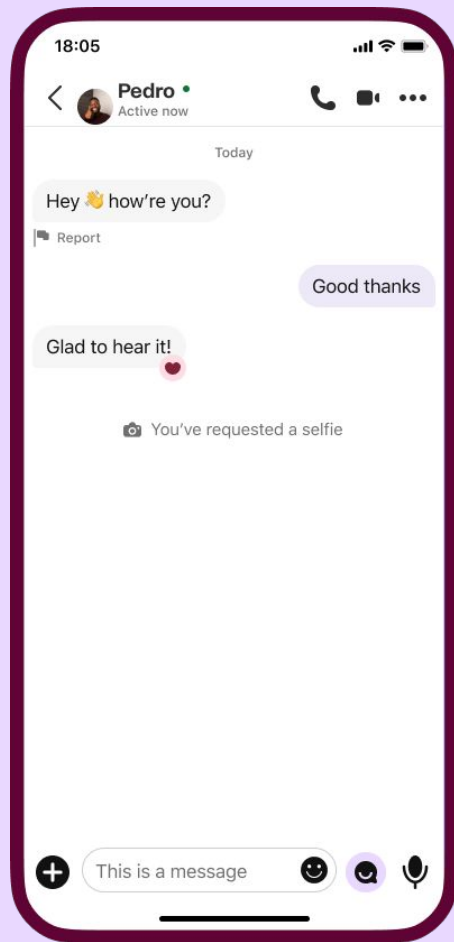 18:05
Pedro
Active now
Today
Hey 👋 how're you?
Report
Good thanks
Glad to hear it!
You've requested a selfie
This is a message